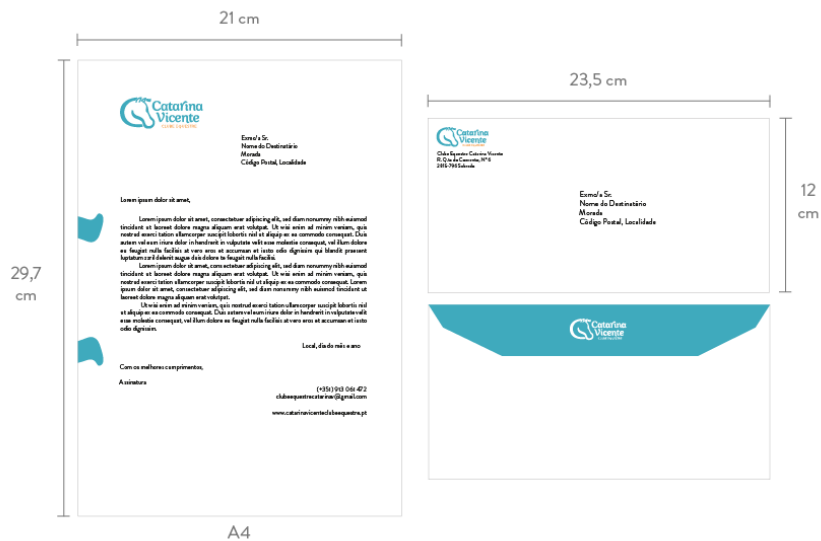 21 cm
29,7
cm
A4
Catarina
Vicente
Exmo/a Sr.
Nome do Destinatário
Morada
Código Postal, Localidade
Lorem ipsum dolor sit amet,
Lorem ipsum dolor sit amet, consectetuer adipiscing elit, sed diam nonummy nibh euismod
tincidunt ut laoreet dolore magna aliquam erat volutpat. Ut wisi enim ad minim veniam, quis
nostrud exerci tation ullamcorper suscipit lobortis nisl ut aliquip ex ea commodo consequat. Duis
autem vel eum iriure dolor in hendrerit in vulputate velit esse molestie consequat, vel illum dolore
eu feugiat nulla facilisis at vero eros et accumsan et iusto odio dignissim qui blandit praesent
luptatum zzril delenit augue duis dolore te feugait nulla facilisi.
Lorem ipsum dolor sit amet, consectetuer adipiscing elit, sed diam nonummy nibh euismod
tincidunt ut laoreet dolore magna aliquam erat volutpat. Ut wisi enim ad minim veniam, quis
nostrud exerci tation ullamcorper suscipit lobortis nisl ut aliquip ex ea commodo consequat. Lorem
ipsum dolor sit amet, consectetuer adipiscing elit, sed diam nonummy nibh euismod tincidunt ut
laoreet dolore magna aliquam erat volutpat.
Ut wisi enim ad minim veniam, quis nostrud exerci tation ullamcorper suscipit lobortis nisl
ut aliquip ex ea commodo consequat. Duis autem vel eum iriure dolor in hendrerit in vulputate velit
esse molestie consequat, vel illum dolore eu feugiat nulla facilisis at vero eros et accumsan et iusto
odio dignissim.
Local, dia do mês e ano
Com os melhores cumprimentos,
Assinatura
(+351) 913 061 472
clubeequestrecatarinav@gmail.com
www.catarinavicenteclubeequestre.pt
23,5 cm
12
cm
Catarina
Vicente
Clube Equestre Catarina Vicente
Exmo/a Sr.
Nome do Destinatário
Morada
Código Postal, Localidade
Catarina
Vicente